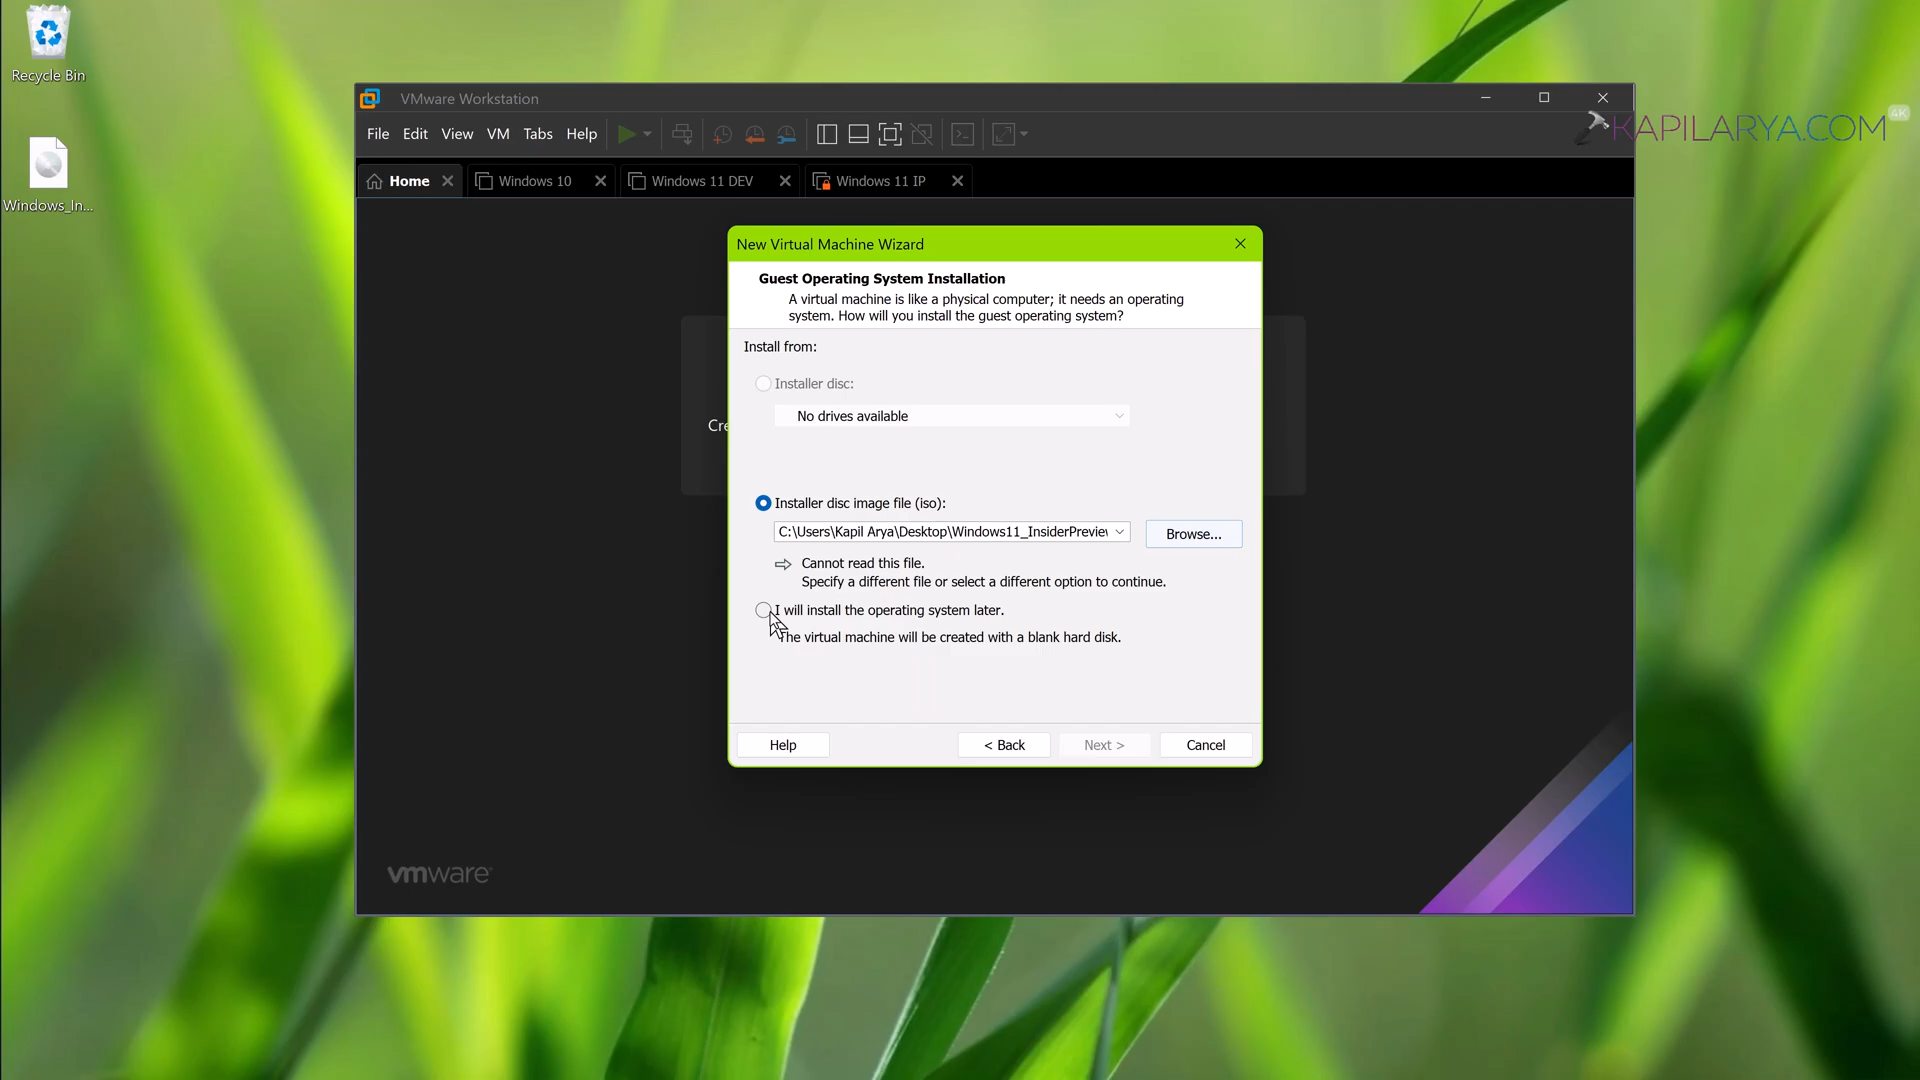 Recycle Bin
Windows_In...
VMware Workstation
File Edit View VM Tabs Help
KAPILARYA.COM
4K
Home
Windows 10
Windows 11 DEV
Windows 11 IP
New Virtual Machine Wizard
Guest Operating System Installation
A virtual machine is like a physical computer; it needs an operating
system. How will you install the guest operating system?
Install from:
Installer disc:
No drives available
Cre
Installer disc image file (iso):
C:\Users\Kapil Arya\Desktop\Windows11_InsiderPreview
Browse...
Cannot read this file.
Specify a different file or select a different option to continue.
I will install the operating system later.
The virtual machine will be created with a blank hard disk.
Help
< Back
Next >
Cancel
vmware